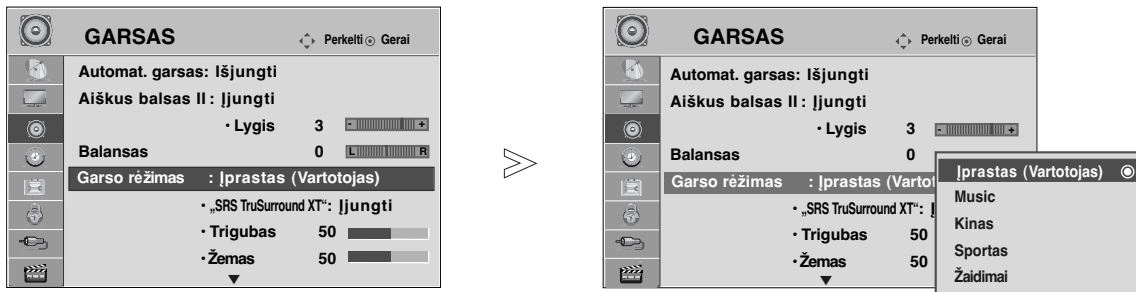 GARSAS Perkelti Gerai
Automat. garsas: Išjungti
Aiškus balsas II : Įjungti
• Lygis 3 - +
Balansas 0 L R
Garso rėžimas : Įprastas (Vartotojas)
• „SRS TruSurround XT“: Įjungti
• Trigubas 50
• Žemas 50
GARSAS Perkelti Gerai
Automat. garsas: Išjungti
Aiškus balsas II : Įjungti
• Lygis 3 - +
Balansas 0
Garso rėžimas : Įprastas (Vartot
• „SRS TruSurround XT“: Į
• Trigubas 50
• Žemas 50
Įprastas (Vartotojas)
Music
Kinas
Sportas
Žaidimai